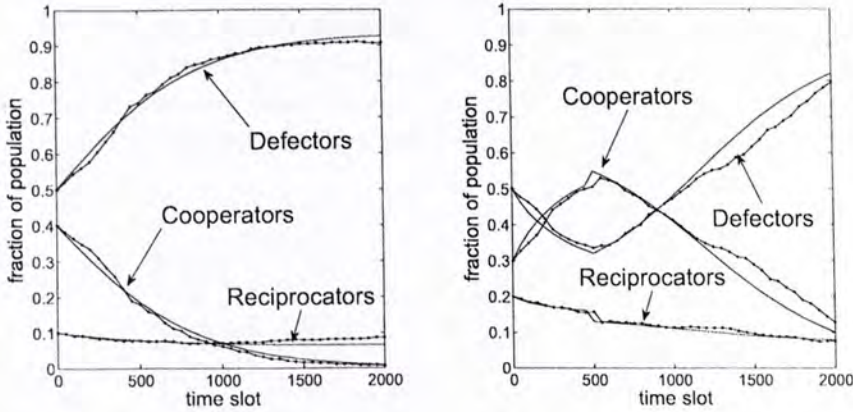 1
0.9
0.8
0.7
0.6
0.5
0.4
0.3
0.2
0.1
0
fraction of population
Defectors
Cooperators
Reciprocators
0 500 1000 1500 2000
time slot
1
0.9
0.8
0.7
0.6
0.5
0.4
0.3
0.2
0.1
0
fraction of population
Cooperators
Defectors
Reciprocators
0 500 1000 1500 2000
time slot